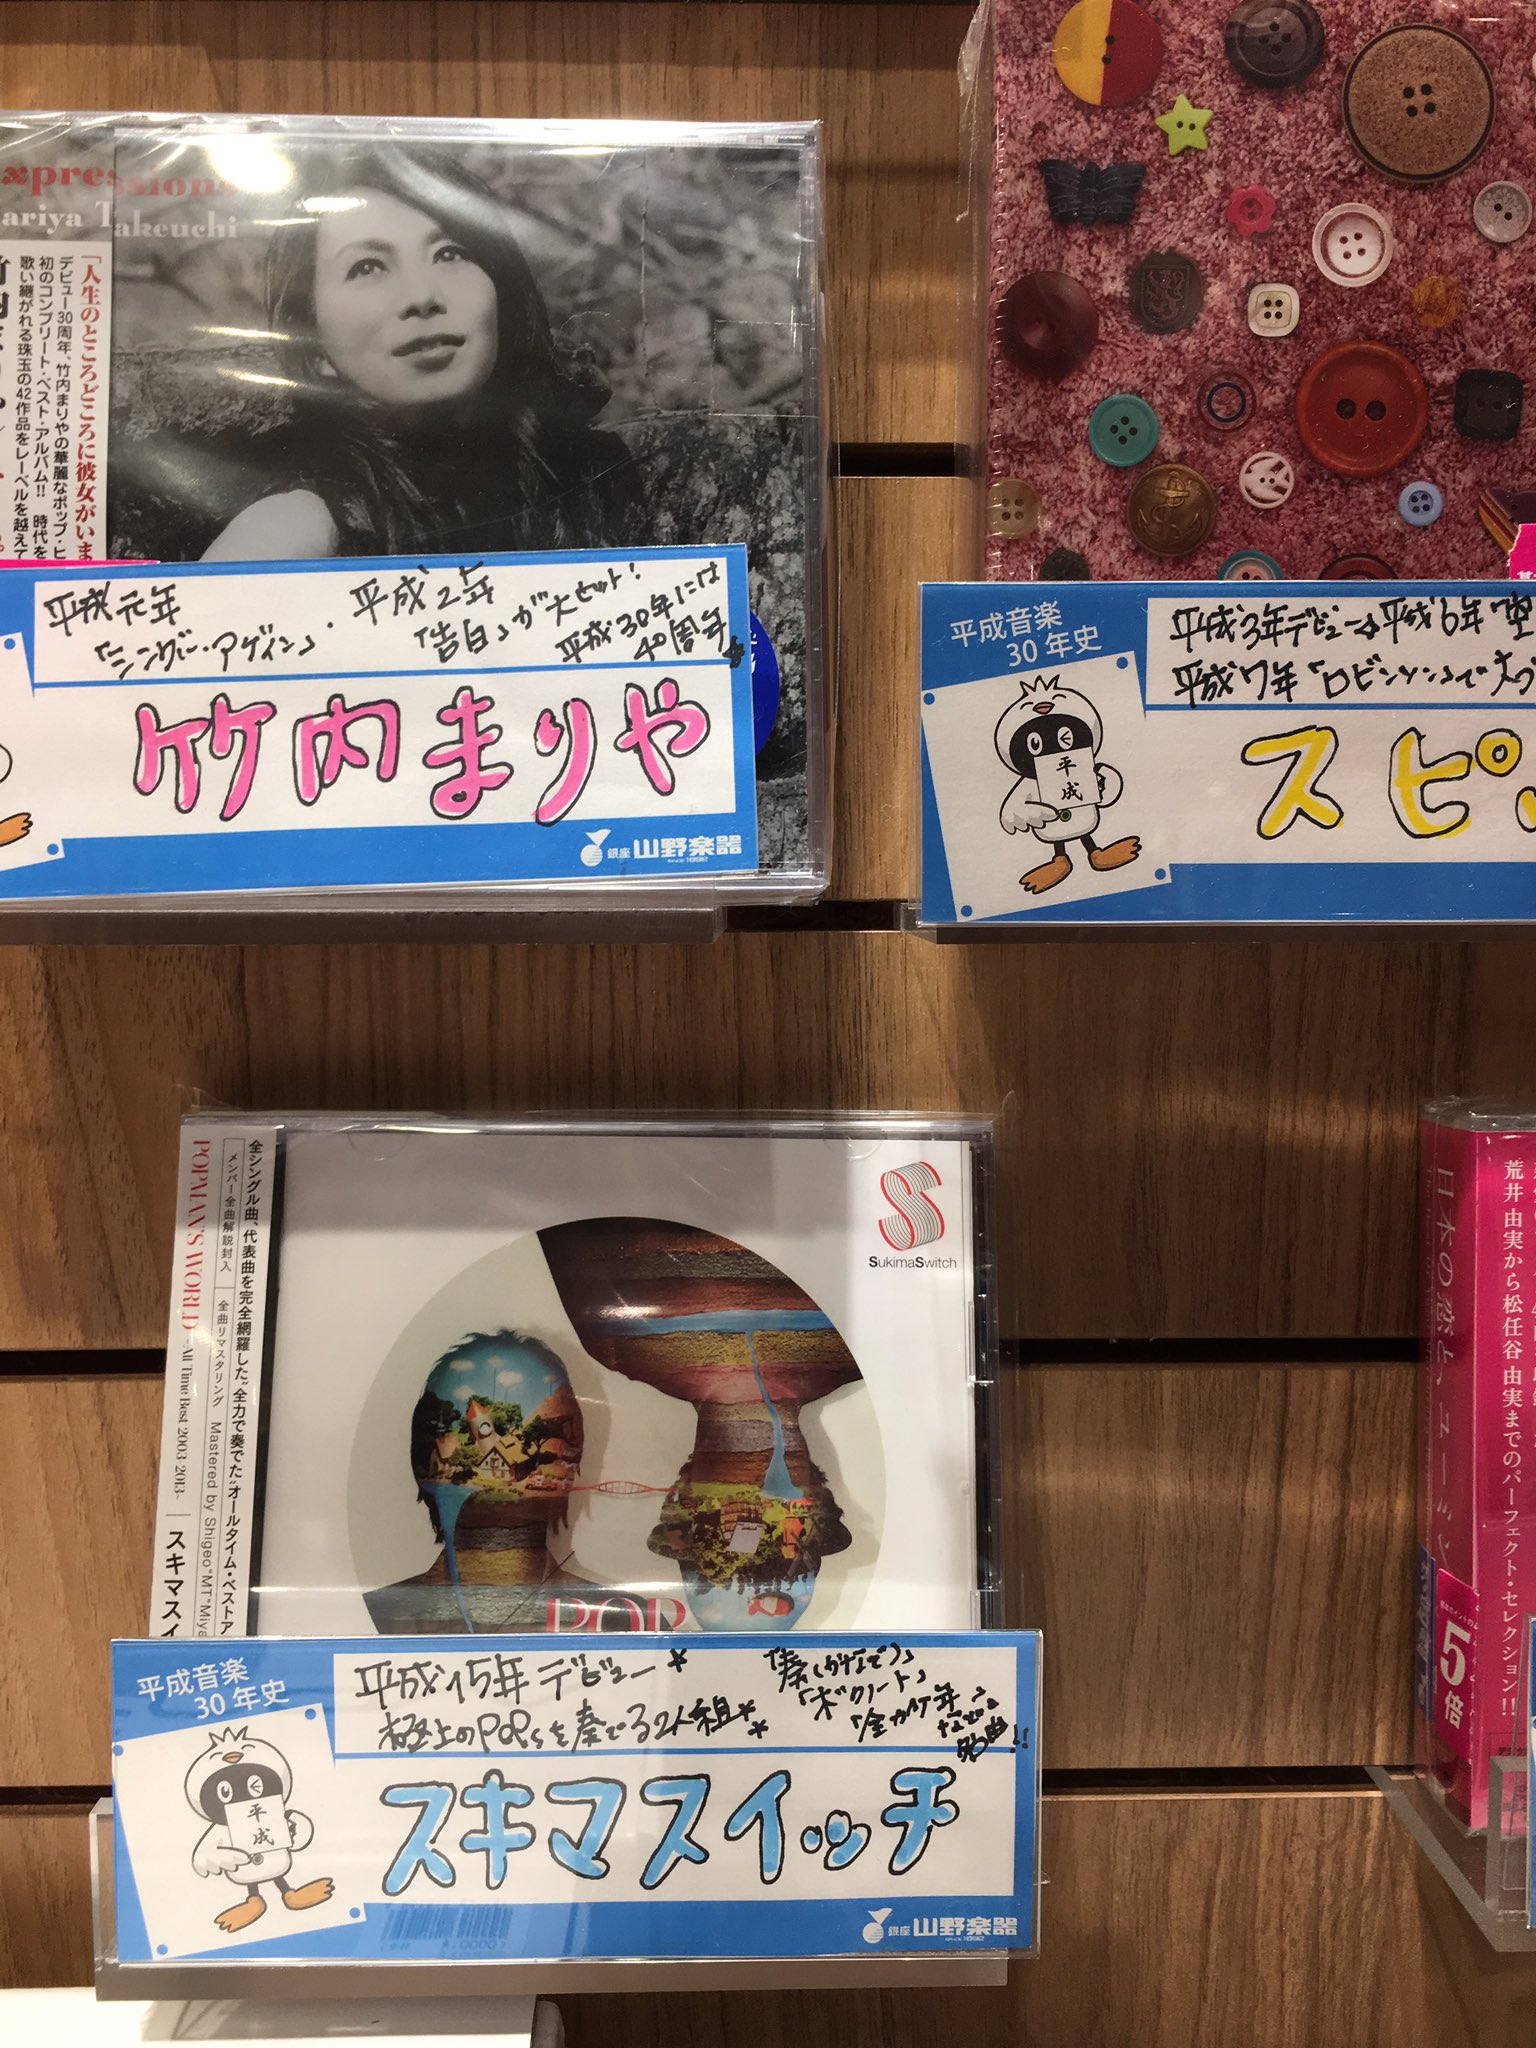 xpressions
ariya Takeuchi
「人生のところどころに彼女がいま
デビュー30周年、竹内まりやの華麗なポップ・ヒ
初のコンプリート・ベスト・アルバム!! 時代を
歌い継がれる珠玉の42作品をレーベルを越えて
平成元年
「シングル・アゲイン」・
平成2年
「告白」が大ヒット!
平成30年には
40周年
竹内まりや
銀座 山野楽器
SINCE 1892
平成音楽
30年史
平成3年デビュー→平成6年
平成7年「ロビンソン」で大
平成
スピ
全シングル曲、代表曲を完全網羅した"全力で奏でた"オールタイム・ベストア
メンバー全曲解説封入
全曲リマスタリング Mastered by Shigeo"MT"Miya
POPMAN'S WORLD ~All Time Best 2003-2013~
スキマスイ
S
SukimaSwitch
POP
平成音楽
30年史
平成15年デビュー
極上のPOPsを奏でる2人組
「奏(かなで)」
「ボクノート」
「全力少年」
など
名曲!!
平成
スキマスイッチ
銀座 山野楽器
SINCE 1892
日本の恋と、ユーミン
荒井由実から松任谷由実までのパーフェクト・セレクション!!
5倍